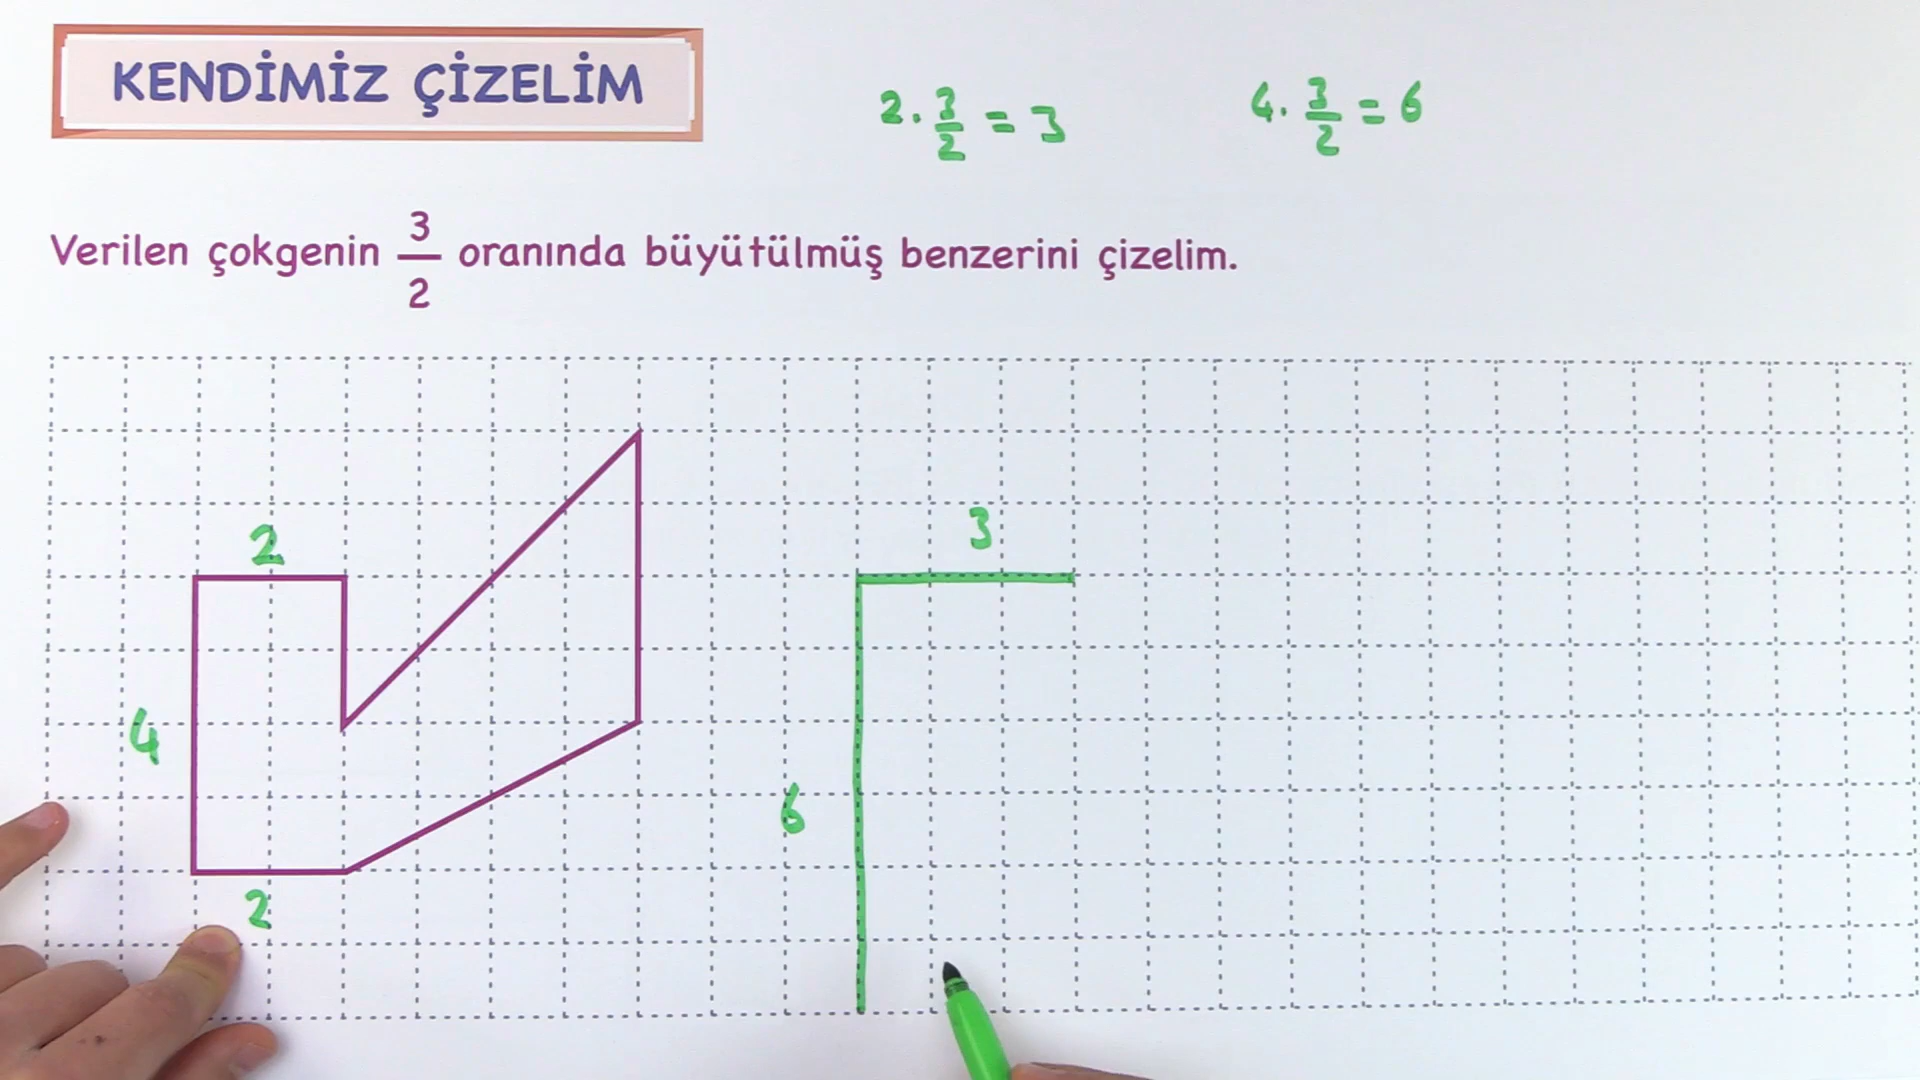 KENDİMİZ ÇİZELİM
2 . 3/2 = 3
4 . 3/2 = 6
Verilen çokgenin 3/2 oranında büyütülmüş benzerini çizelim.
2
3
4
6
2